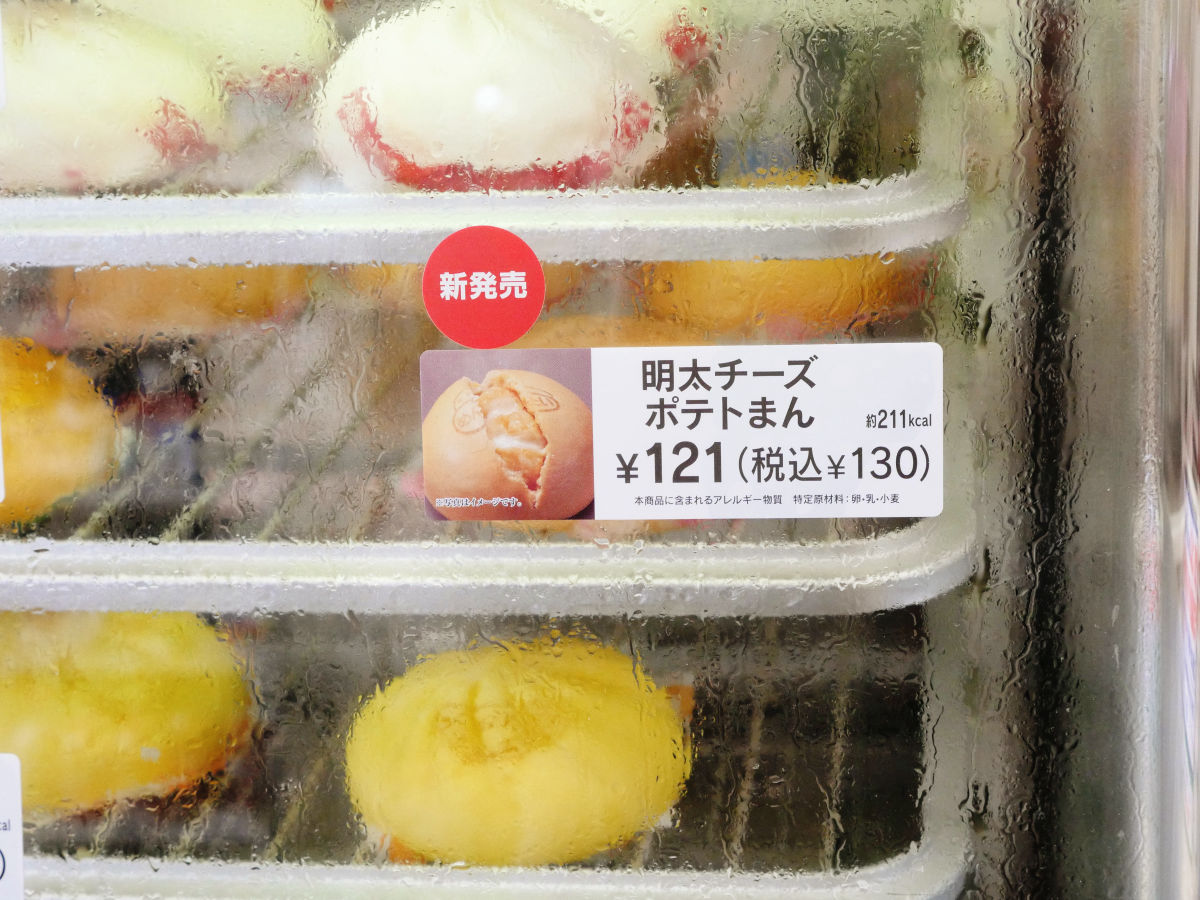 新発売
明太チーズ
ポテトまん
約211kcal
¥121(税込¥130)
本商品に含まれるアレルギー物質 特定原材料:卵・乳・小麦
※写真はイメージです。
cal
)